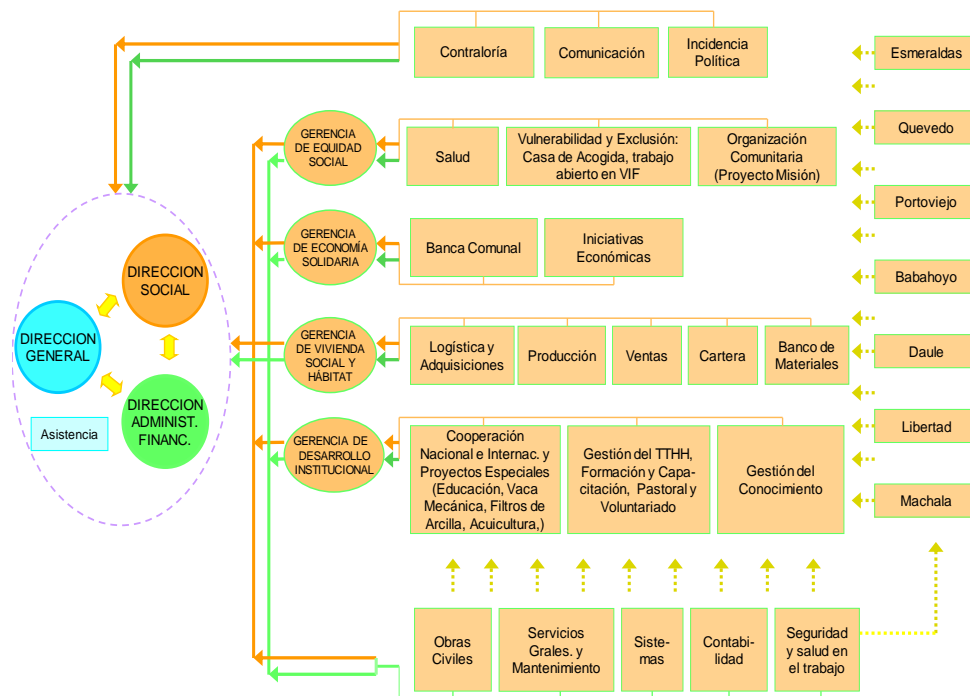 Contraloría
Comunicación
Incidencia
Política
Esmeraldas
GERENCIA
DE EQUIDAD
SOCIAL
Salud
Vulnerabilidad y Exclusión:
Casa de Acogida, trabajo
abierto en VIF
Organización
Comunitaria
(Proyecto Misión)
Quevedo
Portoviejo
GERENCIA
DE ECONOMÍA
SOLIDARIA
Banca Comunal
Iniciativas
Económicas
Babahoyo
DIRECCION
SOCIAL
DIRECCION
GENERAL
DIRECCION
ADMINIST.
FINANC.
Asistencia
GERENCIA
DE VIVIENDA
SOCIAL Y
HÁBITAT
Logística y
Adquisiciones
Producción
Ventas
Cartera
Banco de
Materiales
Daule
Libertad
GERENCIA DE
DESARROLLO
INSTITUCIONAL
Cooperación
Nacional e Internac. y
Proyectos Especiales
(Educación, Vaca
Mecánica, Filtros de
Arcilla, Acuicultura,)
Gestión del TTHH,
Formación y Capa-
citación, Pastoral y
Voluntariado
Gestión del
Conocimiento
Machala
Obras
Civiles
Servicios
Grales. y
Mantenimiento
Siste-
mas
Contabi-
lidad
Seguridad
y salud en
el trabajo